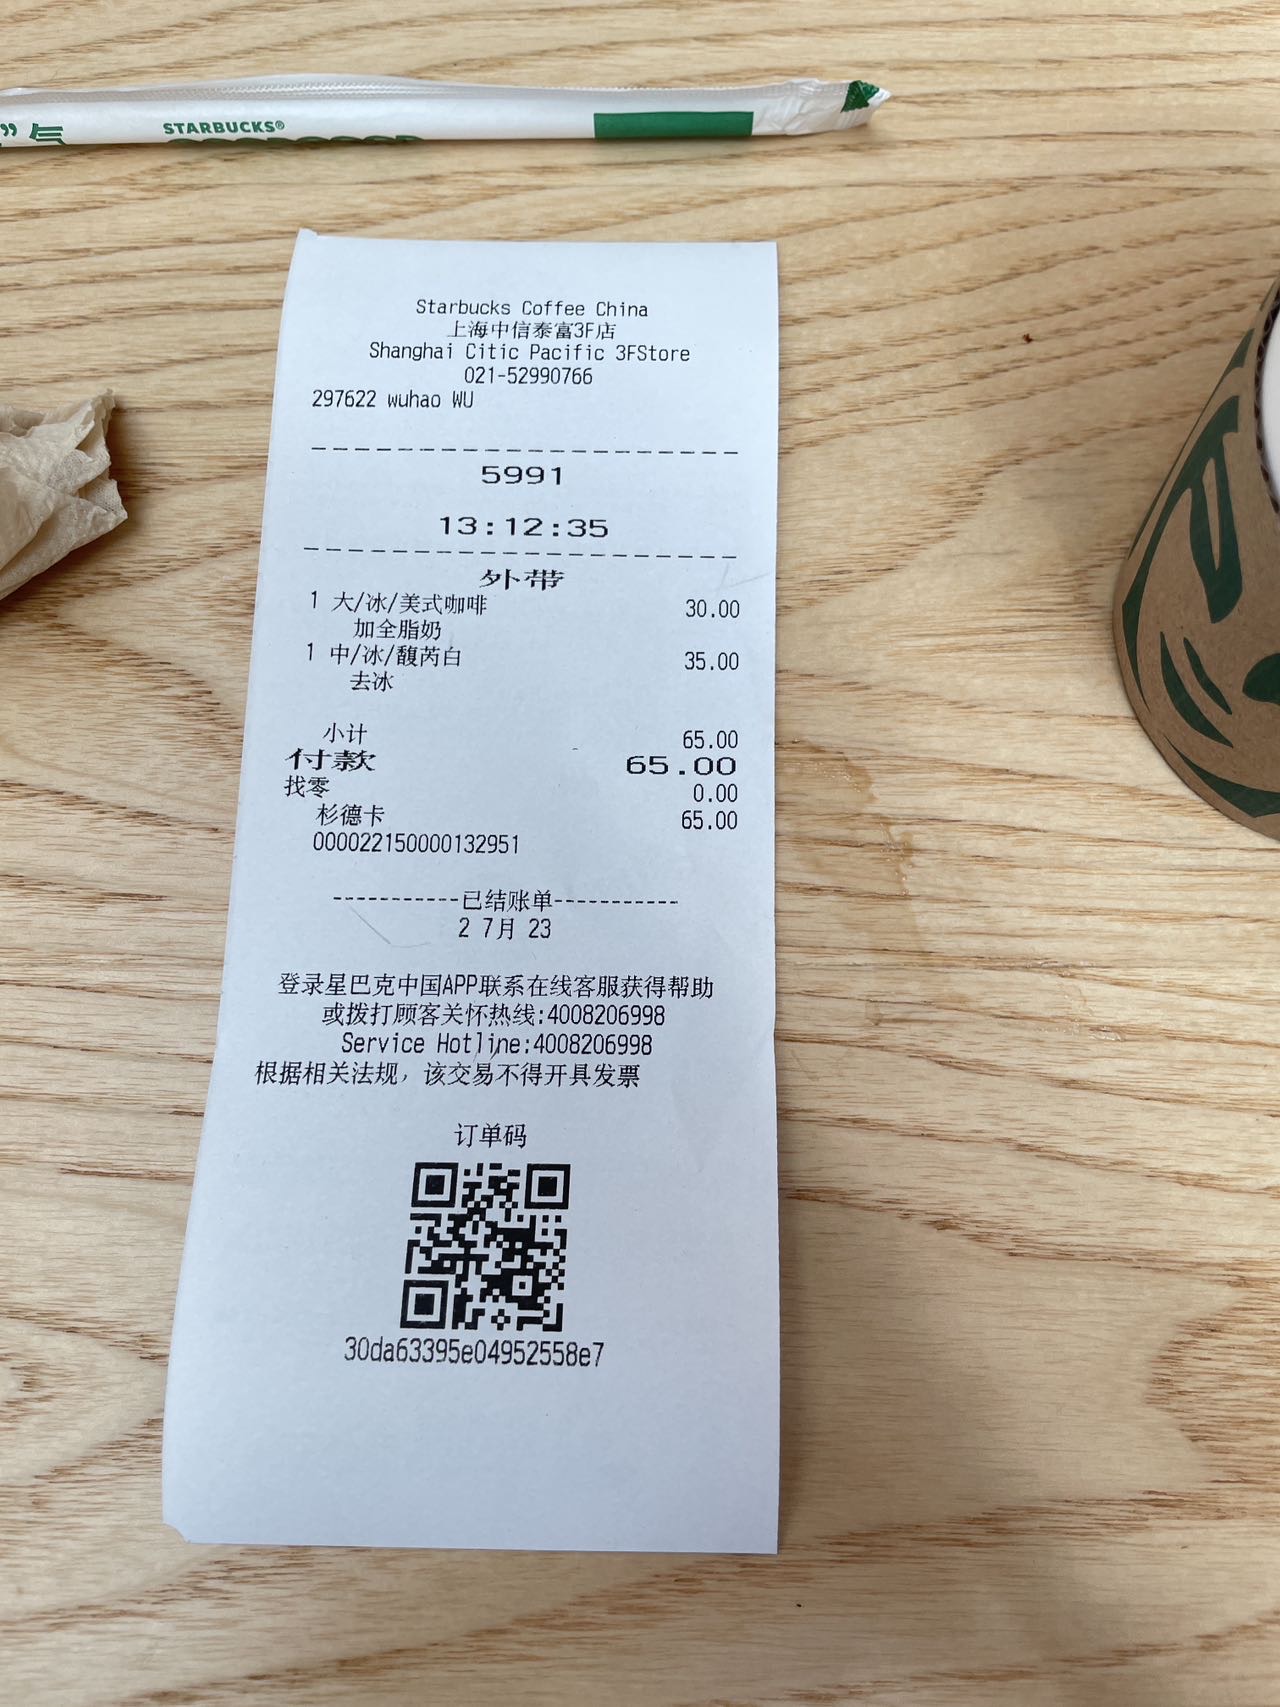 ” 气
STARBUCKS®
Starbucks Coffee China
上海中信泰富3F店
Shanghai Citic Pacific 3FStore
021-52990766
297622 wuhao WU
5991
13:12:35
外带
1 大/冰/美式咖啡 30.00
加全脂奶
1 中/冰/馥芮白 35.00
去冰
小计 65.00
付款 65.00
找零 0.00
杉德卡 65.00
0000221500000132951
-----------已结账单-----------
2 7月 23
登录星巴克中国APP联系在线客服获得帮助
或拨打顾客关怀热线:4008206998
Service Hotline:4008206998
根据相关法规，该交易不得开具发票
订单码
30da63395e04952558e7